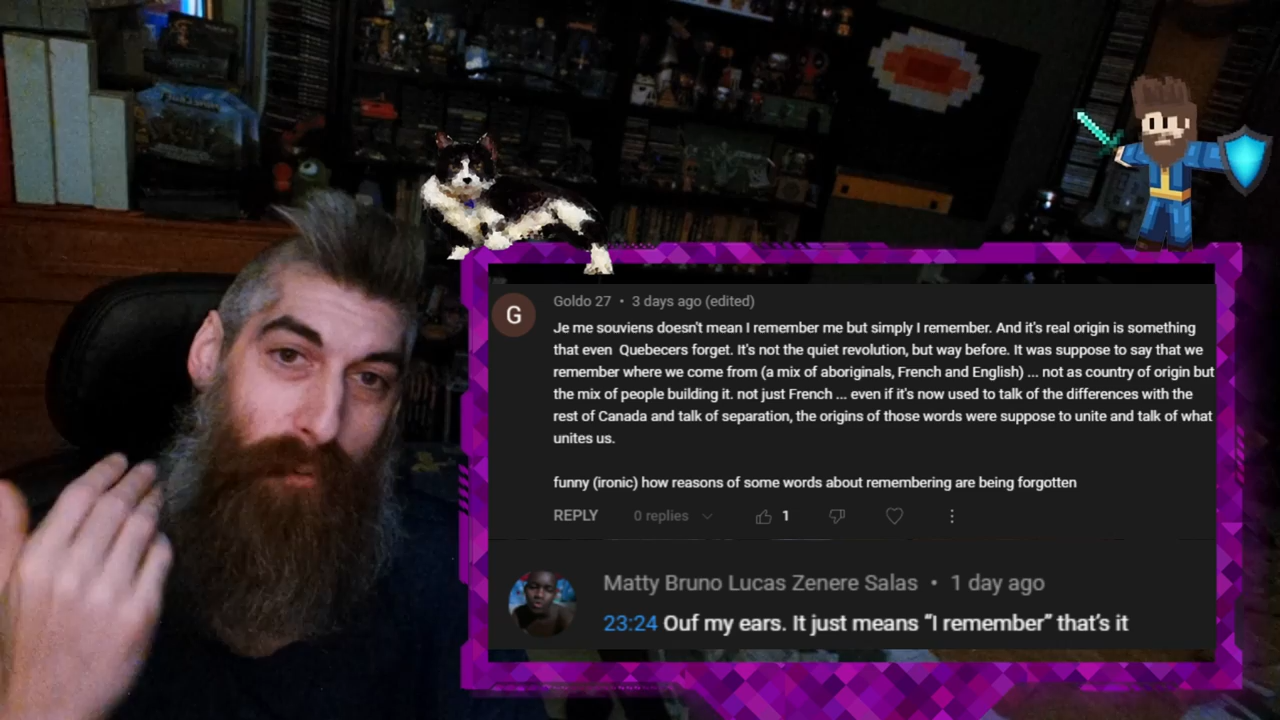 G
Goldo 27 • 3 days ago (edited)
Je me souviens doesn't mean I remember me but simply I remember. And it's real origin is something
that even Quebecers forget. It's not the quiet revolution, but way before. It was suppose to say that we
remember where we come from (a mix of aboriginals, French and English) ... not as country of origin but
the mix of people building it. not just French ... even if it's now used to talk of the differences with the
rest of Canada and talk of separation, the origins of those words were suppose to unite and talk of what
unites us.
funny (ironic) how reasons of some words about remembering are being forgotten
REPLY 0 replies 1
Matty Bruno Lucas Zenere Salas • 1 day ago
23:24 Ouf my ears. It just means “I remember” that’s it